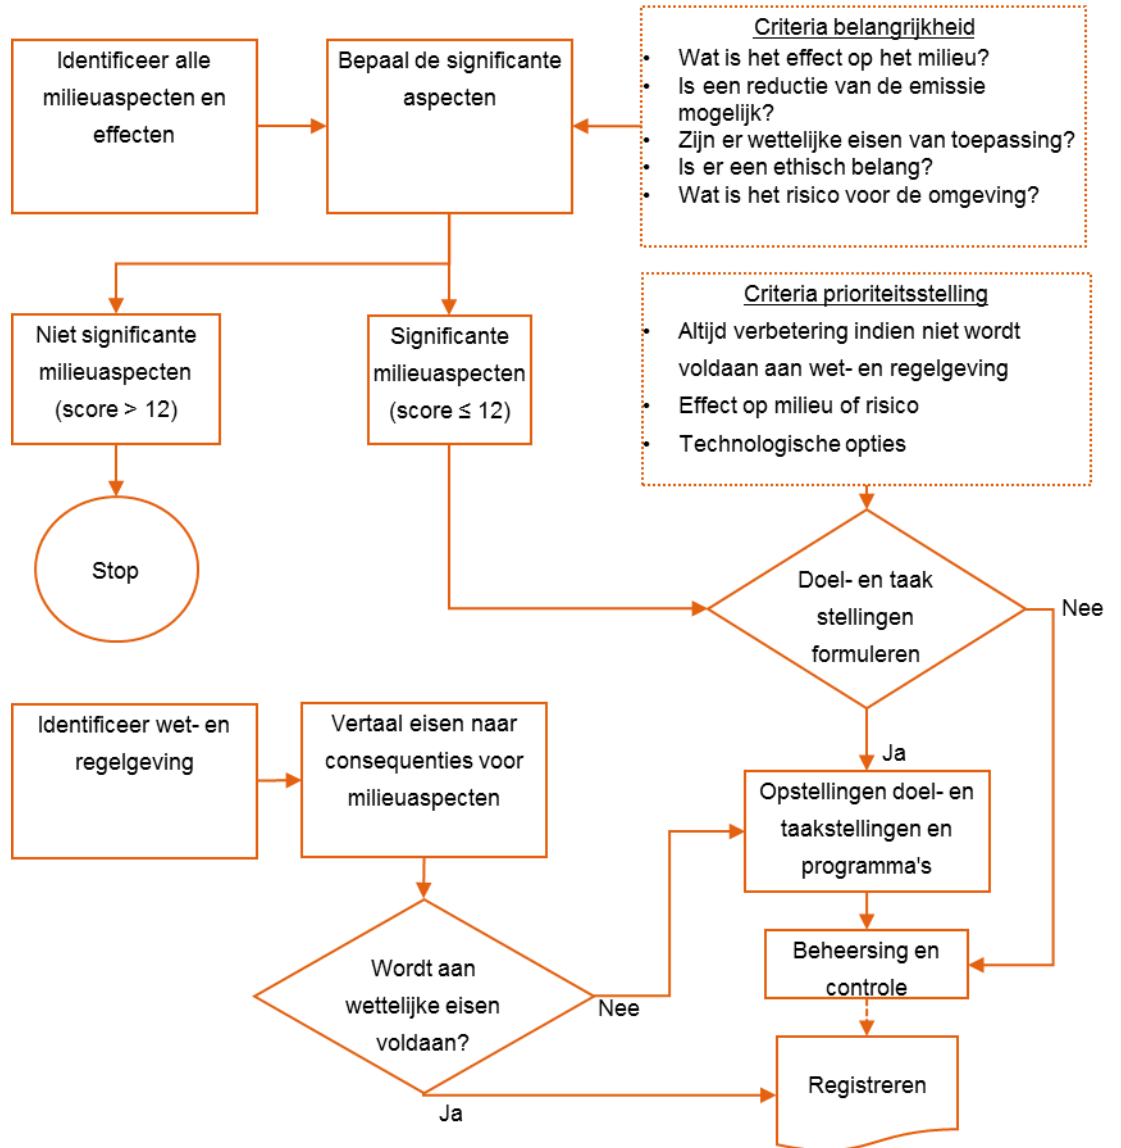 Identificeer alle
milieuaspecten en
effecten
Bepaal de significante
aspecten
Criteria belangrijkheid
• Wat is het effect op het milieu?
• Is een reductie van de emissie
mogelijk?
• Zijn er wettelijke eisen van toepassing?
• Is er een ethisch belang?
• Wat is het risico voor de omgeving?
Niet significante
milieuaspecten
(score > 12)
Significante
milieuaspecten
(score ≤ 12)
Criteria prioriteitsstelling
• Altijd verbetering indien niet wordt
voldaan aan wet- en regelgeving
• Effect op milieu of risico
• Technologische opties
Stop
Doel- en taak
stellingen
formuleren
Nee
Ja
Identificeer wet- en
regelgeving
Vertaal eisen naar
consequenties voor
milieuaspecten
Opstellingen doel- en
taakstellingen en
programma's
Wordt aan
wettelijke eisen
voldaan?
Nee
Ja
Beheersing en
controle
Registreren